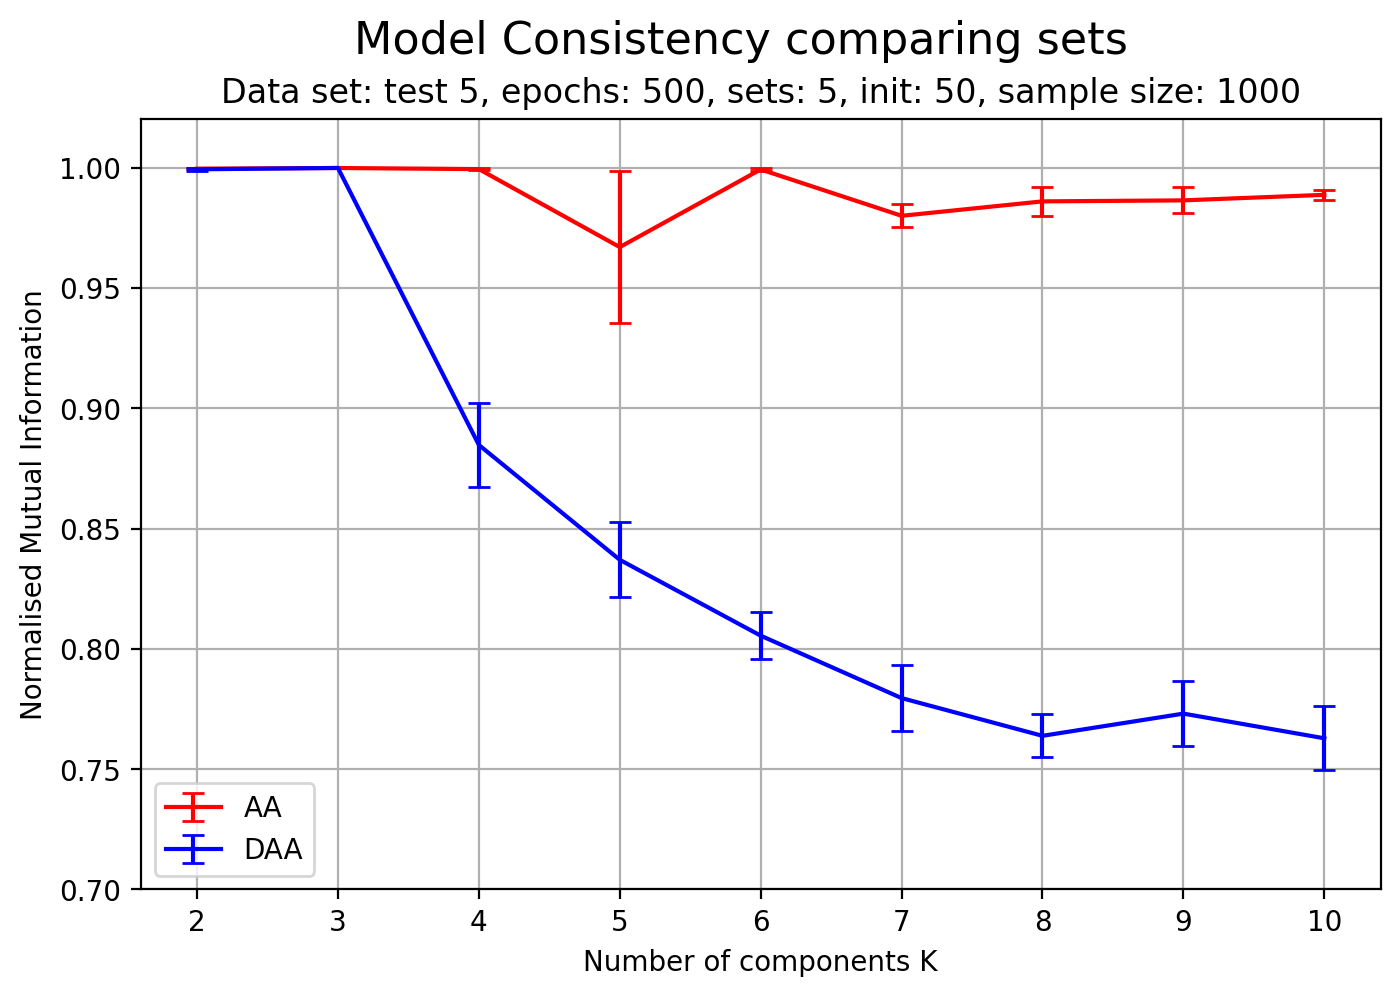 Model Consistency comparing sets
Data set: test 5, epochs: 500, sets: 5, init: 50, sample size: 1000
Normalised Mutual Information
1.00
0.95
0.90
0.85
0.80
0.75
0.70
AA
DAA
2 3 4 5 6 7 8 9 10
Number of components K